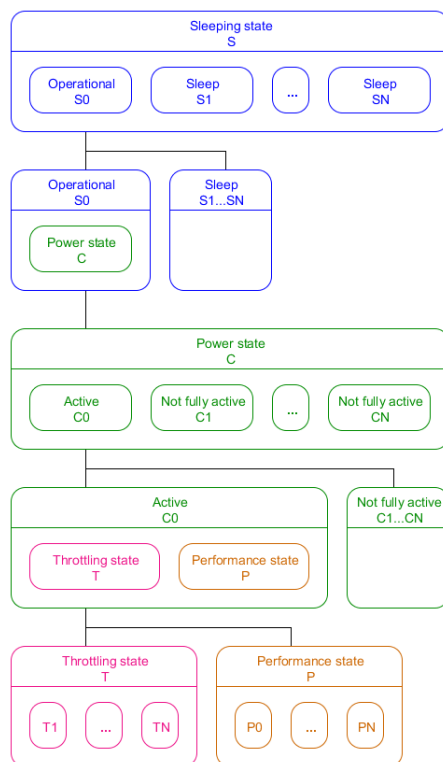 Sleeping state
S
Operational
S0
Sleep
S1
...
Sleep
SN
Operational
S0
Sleep
S1...SN
Power state
C
Power state
C
Active
C0
Not fully active
C1
...
Not fully active
CN
Active
C0
Not fully active
C1...CN
Throttling state
T
Performance state
P
Throttling state
T
Performance state
P
T1
...
TN
P0
...
PN